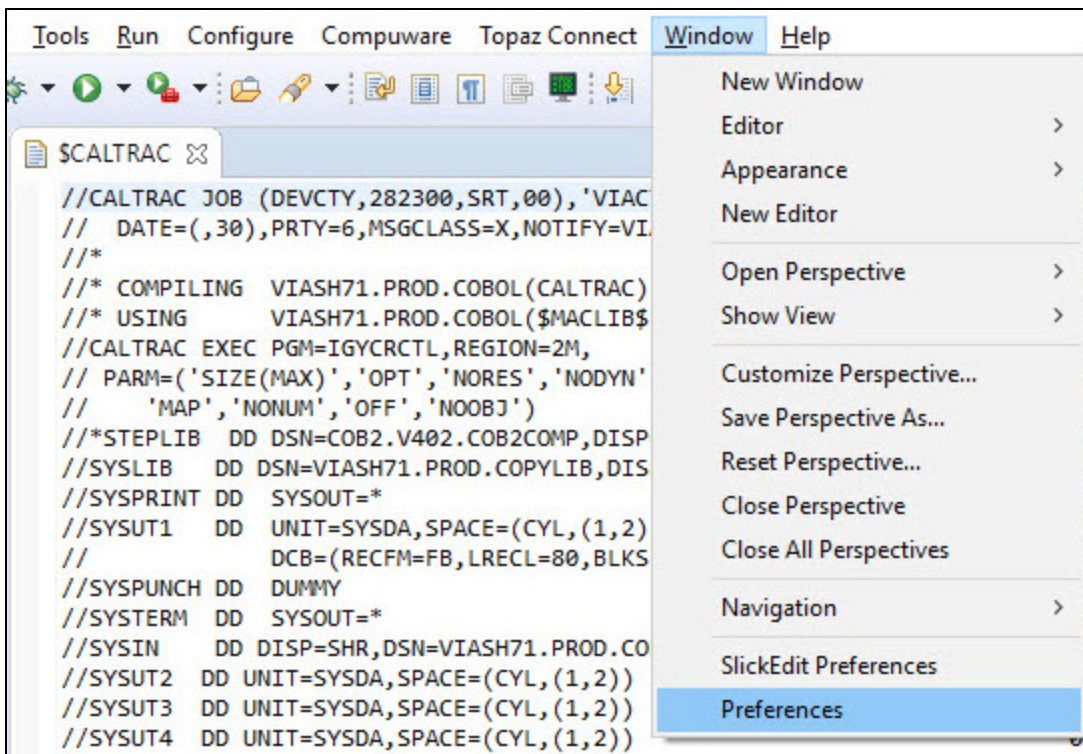 Tools Run Configure Compuware Topaz Connect Window Help
$CALTRAC
//CALTRAC JOB (DEVCTY,282300,SRT,00),'VIAC
// DATE=(,30),PRTY=6,MSGCLASS=X,NOTIFY=VI
//*
//* COMPILING VIASH71.PROD.COBOL(CALTRAC)
//* USING VIASH71.PROD.COBOL($MACLIB$
//CALTRAC EXEC PGM=IGYCRCTL,REGION=2M,
// PARM=('SIZE(MAX)','OPT','NORES','NODYN'
// 'MAP','NONUM','OFF','NOOBJ')
//*STEPLIB DD DSN=COB2.V402.COB2COMP,DISP
//SYSLIB DD DSN=VIASH71.PROD.COPYLIB,DIS
//SYSPRINT DD SYSOUT=*
//SYSUT1 DD UNIT=SYSDA,SPACE=(CYL,(1,2)
// DCB=(RECFM=FB,LRECL=80,BLKS
//SYSPUNCH DD DUMMY
//SYSTERM DD SYSOUT=*
//SYSIN DD DISP=SHR,DSN=VIASH71.PROD.CO
//SYSUT2 DD UNIT=SYSDA,SPACE=(CYL,(1,2))
//SYSUT3 DD UNIT=SYSDA,SPACE=(CYL,(1,2))
//SYSUT4 DD UNIT=SYSDA,SPACE=(CYL,(1,2))
New Window
Editor
Appearance
New Editor
Open Perspective
Show View
Customize Perspective...
Save Perspective As...
Reset Perspective...
Close Perspective
Close All Perspectives
Navigation
SlickEdit Preferences
Preferences